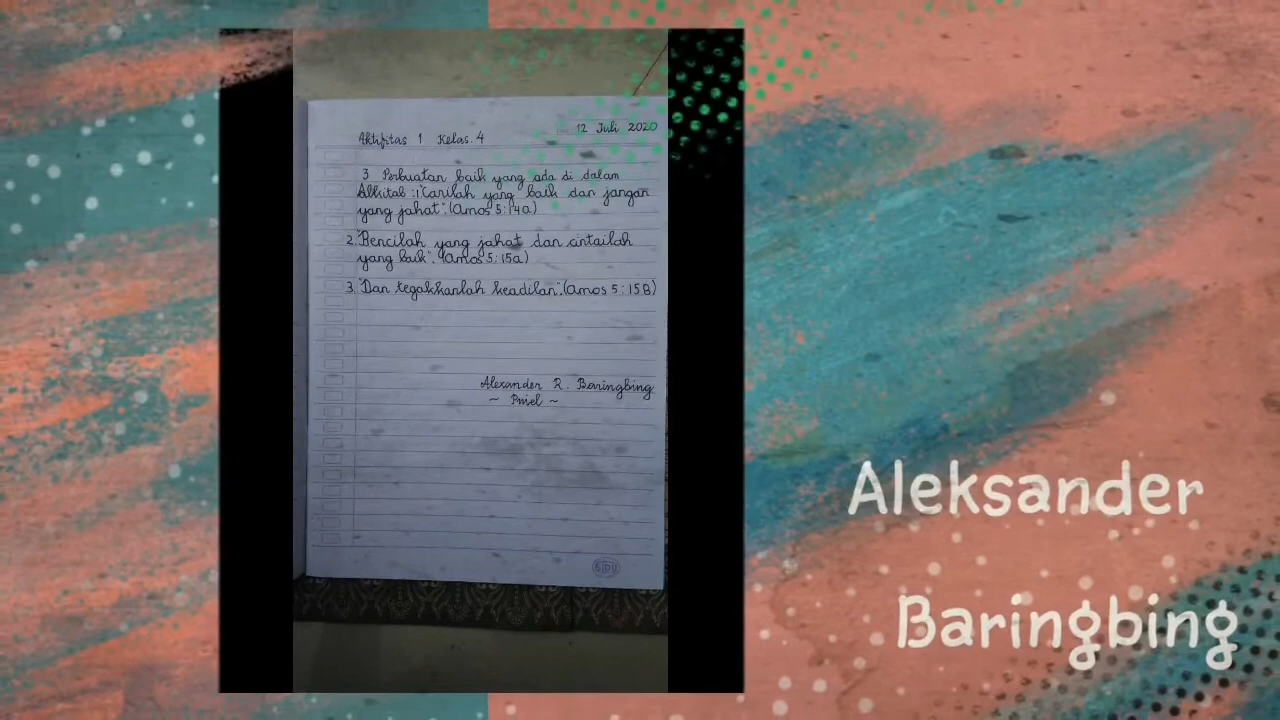 12 Juli 2020
Aktifitas 1 Kelas. 4
3 Perbuatan baik yang ada di dalam
Alkitab : 1 "Carilah yang baik dan jangan
yang jahat". (Amos 5:14a)
2. "Bencilah yang jahat dan cintailah
yang baik". (Amos 5:15a)
3. "Dan tegakkanlah keadilan". (Amos 5:15B)
Alexander R. Baringbing
~ Pniel ~
SIDU
Aleksander
Baringbing